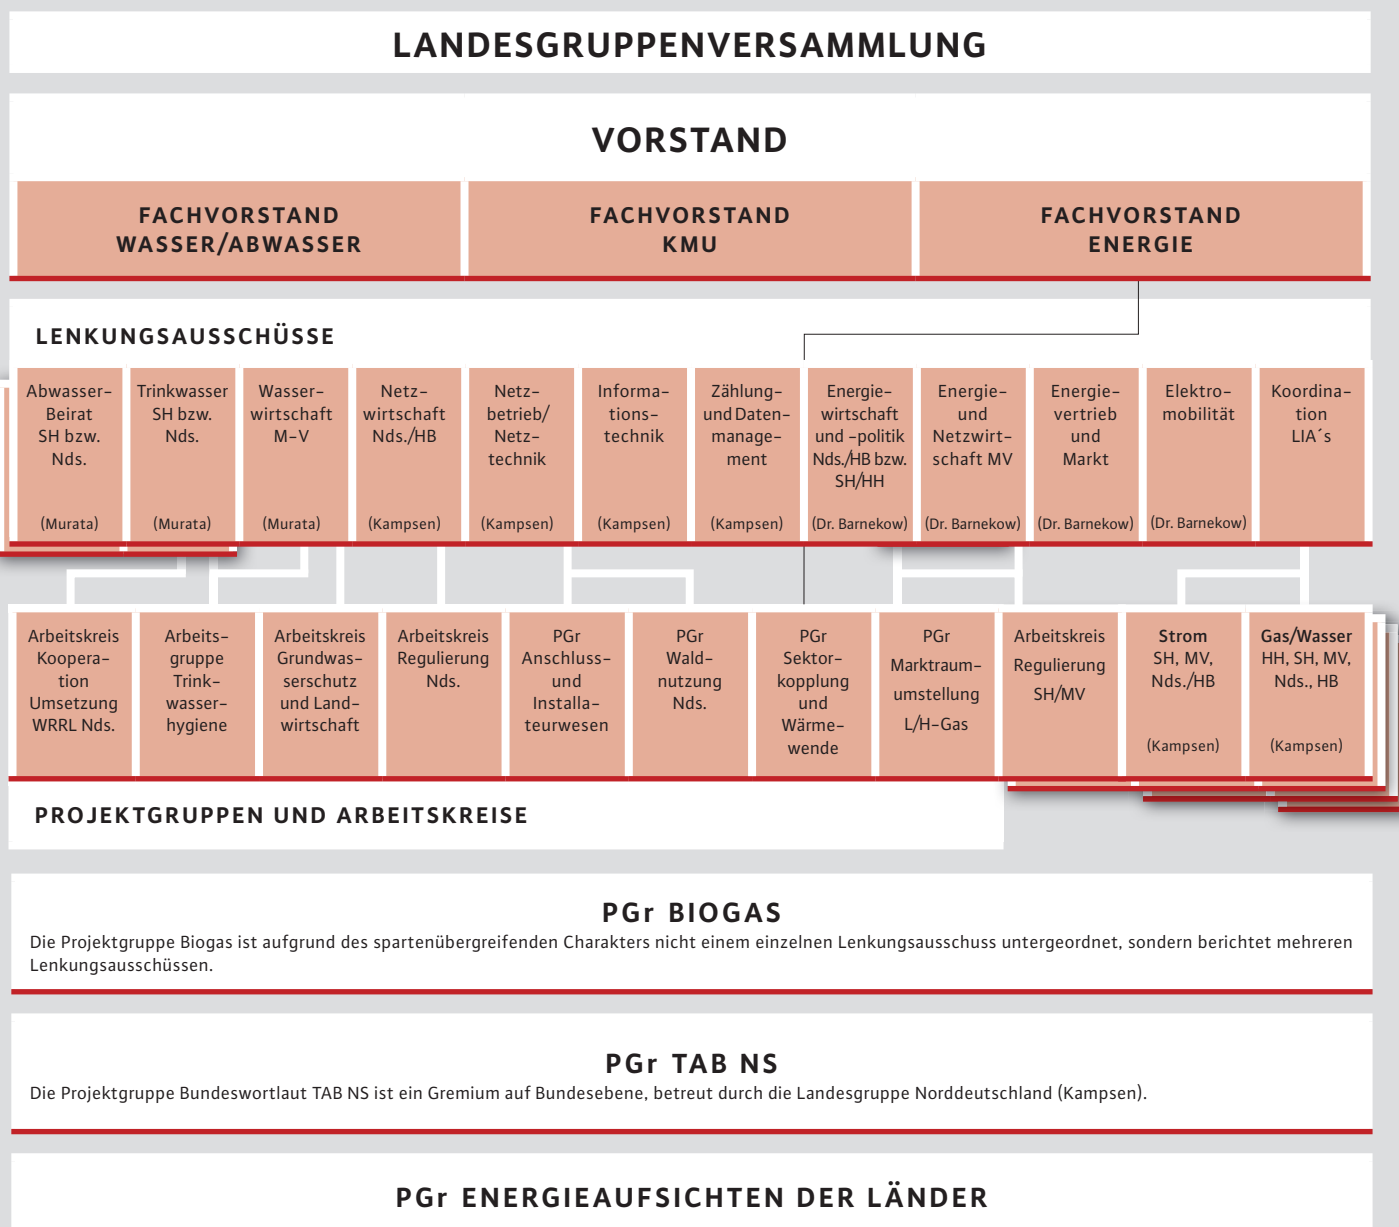 LANDESGRUPPENVERSAMMLUNG
VORSTAND
FACHVORSTAND
WASSER/ABWASSER
FACHVORSTAND
KMU
FACHVORSTAND
ENERGIE
LENKUNGSAUSSCHÜSSE
Abwasser-
Beirat
SH bzw.
Nds.
(Murata)
Trinkwasser
SH bzw.
Nds.
(Murata)
Wasser-
wirtschaft
M-V
(Murata)
Netz-
wirtschaft
Nds./HB
(Kampsen)
Netz-
betrieb/
Netz-
technik
(Kampsen)
Informa-
tions-
technik
(Kampsen)
Zählung-
und Daten-
manage-
ment
(Kampsen)
Energie-
wirtschaft
und -politik
Nds./HB bzw.
SH/HH
(Dr. Barnekow)
Energie-
und
Netzwirt-
schaft MV
(Dr. Barnekow)
Energie-
vertrieb
und
Markt
(Dr. Barnekow)
Elektro-
mobilität
(Dr. Barnekow)
Koordina-
tion
LIA´s
Arbeitskreis
Koopera-
tion
Umsetzung
WRRL Nds.
Arbeits-
gruppe
Trink-
wasser-
hygiene
Arbeitskreis
Grundwas-
serschutz
und Land-
wirtschaft
Arbeitskreis
Regulierung
Nds.
PGr
Anschluss-
und
Installa-
teurwesen
PGr
Wald-
nutzung
Nds.
PGr
Sektor-
kopplung
und
Wärme-
wende
PGr
Marktraum-
umstellung
L/H-Gas
Arbeitskreis
Regulierung
SH/MV
Strom
SH, MV,
Nds./HB
(Kampsen)
Gas/Wasser
HH, SH, MV,
Nds., HB
(Kampsen)
PROJEKTGRUPPEN UND ARBEITSKREISE
PGr BIOGAS
Die Projektgruppe Biogas ist aufgrund des spartenübergreifenden Charakters nicht einem einzelnen Lenkungsausschuss untergeordnet, sondern berichtet mehreren
Lenkungsausschüssen.
PGr TAB NS
Die Projektgruppe Bundeswortlaut TAB NS ist ein Gremium auf Bundesebene, betreut durch die Landesgruppe Norddeutschland (Kampsen).
PGr ENERGIEAUFSICHTEN DER LÄNDER